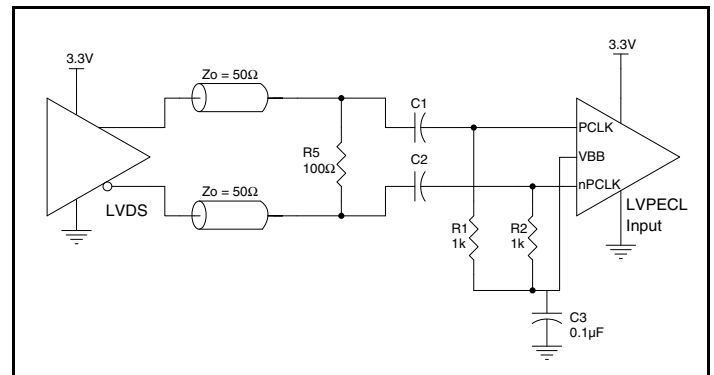 3.3V
3.3V
Zo = 50Ω
C1
PCLK
R5
100Ω
VBB
C2
nPCLK
Zo = 50Ω
LVDS
LVPECL
Input
R1
1k
R2
1k
C3
0.1µF